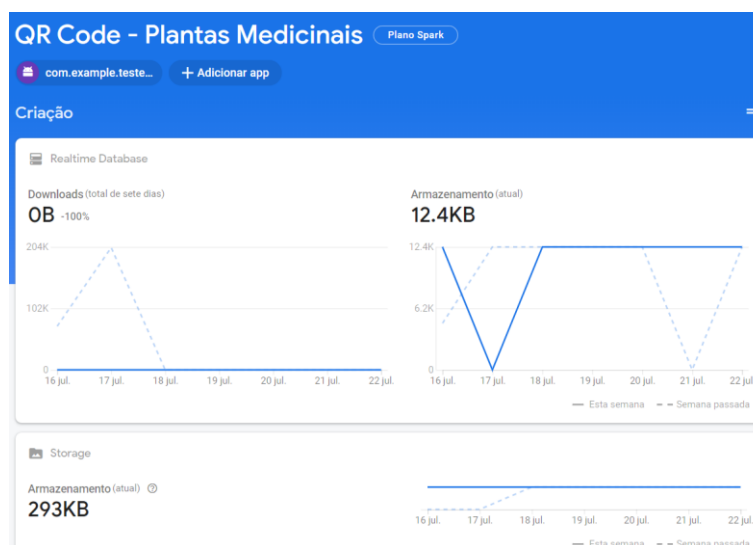 QR Code - Plantas Medicinais Plano Spark
com.example.teste... + Adicionar app
Criação
Realtime Database
Downloads (total de sete dias)
0B -100%
204K
102K
0
16 jul. 17 jul. 18 jul. 19 jul. 20 jul. 21 jul. 22 jul.
Armazenamento (atual)
12.4KB
12.4K
6.2K
0
16 jul. 17 jul. 18 jul. 19 jul. 20 jul. 21 jul. 22 jul.
Esta semana Semana passada
Storage
Armazenamento (atual)
293KB
16 jul. 17 jul. 18 jul. 19 jul. 20 jul. 21 jul. 22 jul.
Esta semana Semana passada